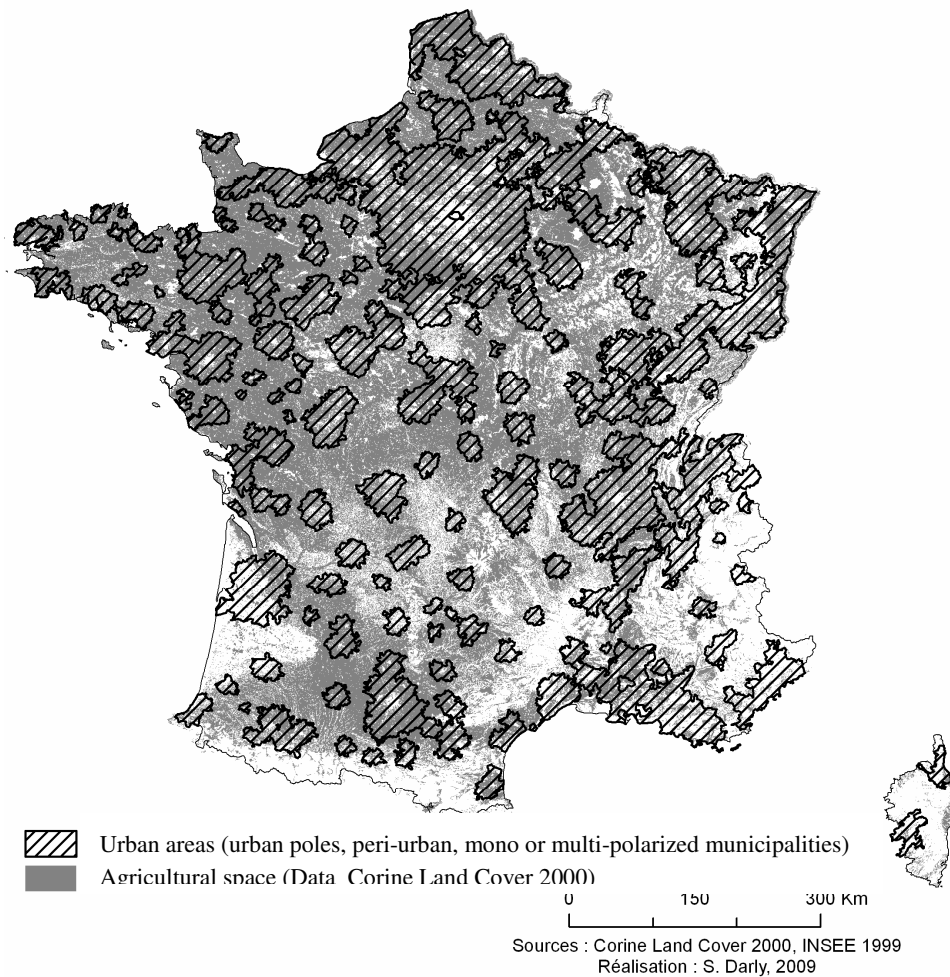 Urban areas (urban poles, peri-urban, mono or multi-polarized municipalities)
Agricultural space (Data Corine Land Cover 2000)
0 150 300 Km
Sources : Corine Land Cover 2000, INSEE 1999
Réalisation : S. Darly, 2009